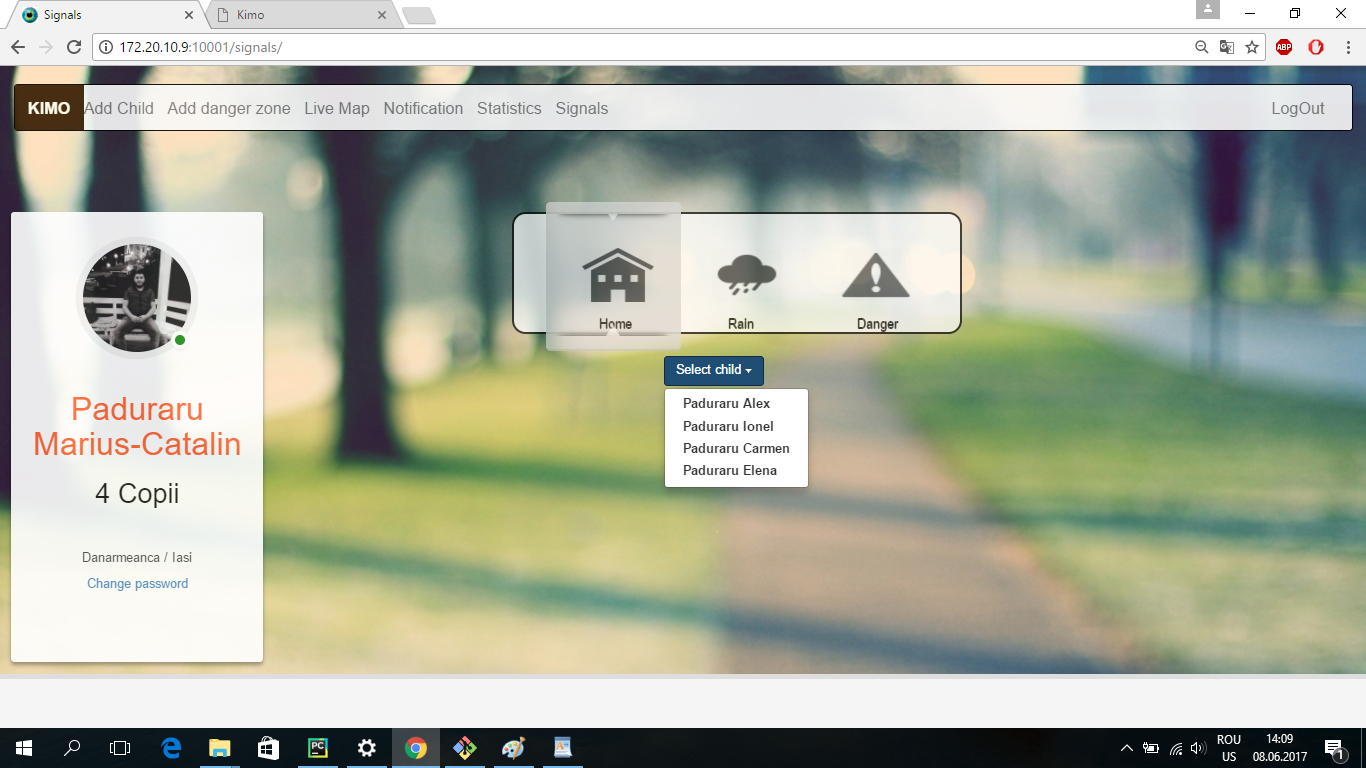 Signals
Kimo
172.20.10.9:10001/signals/
ABP
KIMO Add Child Add danger zone Live Map Notification Statistics Signals LogOut
Home Rain Danger
Select child
Paduraru Alex
Paduraru Ionel
Paduraru Carmen
Paduraru Elena
Paduraru
Marius-Catalin
4 Copii
Danarmeanca / Iasi
Change password
PC
ROU
US
14:09
08.06.2017
1